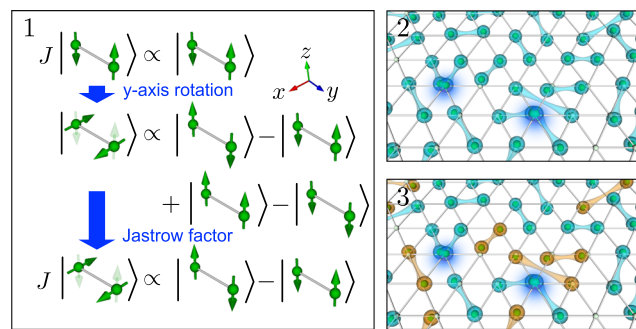 1
J | ⟩ ∝ | ⟩
z
x y
y-axis rotation
| ⟩ ∝ | ⟩ − | ⟩
+ | ⟩ − | ⟩
Jastrow factor
J | ⟩ ∝ | ⟩ − | ⟩
2
3